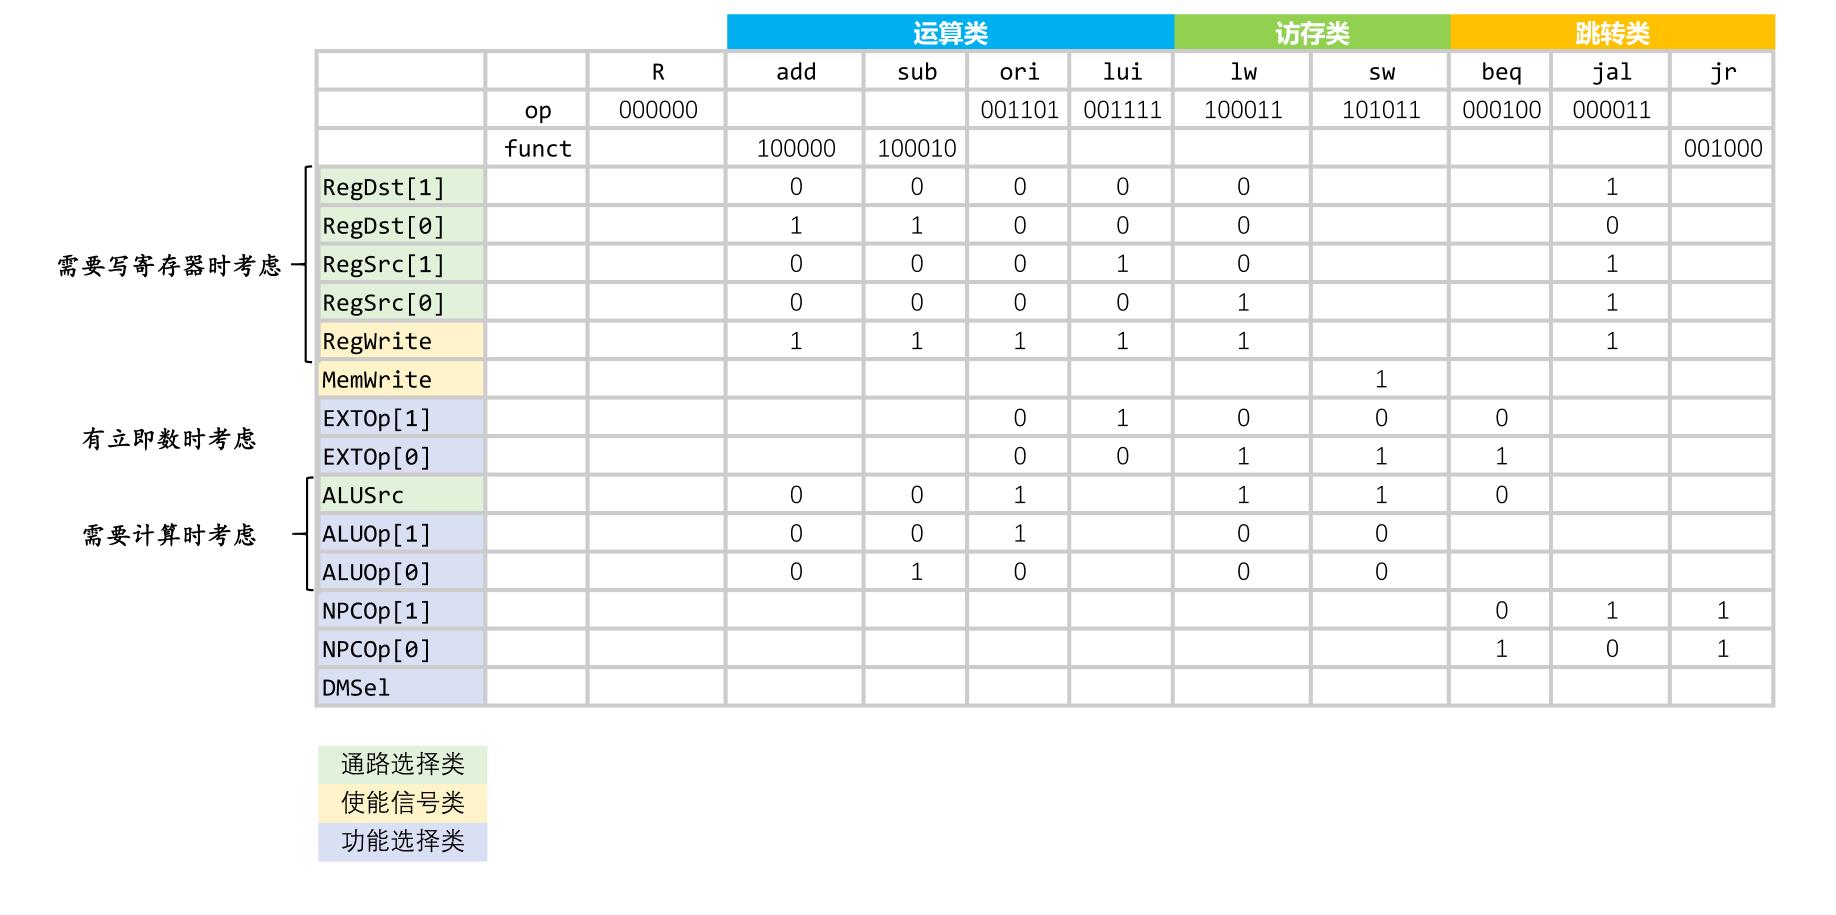 运算类 访存类 跳转类
R add sub ori lui lw sw beq jal jr
op 000000 001101 001111 100011 101011 000100 000011
funct 100000 100010 001000
RegDst[1] 0 0 0 0 0 1
RegDst[0] 1 1 0 0 0 0
需要写寄存器时考虑 RegSrc[1] 0 0 0 1 0 1
RegSrc[0] 0 0 0 0 1 1
RegWrite 1 1 1 1 1 1
MemWrite 1
EXTOp[1] 0 1 0 0 0
有立即数时考虑
EXTOp[0] 0 0 1 1 1
ALUSrc 0 0 1 1 1 0
需要计算时考虑 ALUOp[1] 0 0 1 0 0
ALUOp[0] 0 1 0 0 0
NPCOp[1] 0 1 1
NPCOp[0] 1 0 1
DMSel
通路选择类
使能信号类
功能选择类